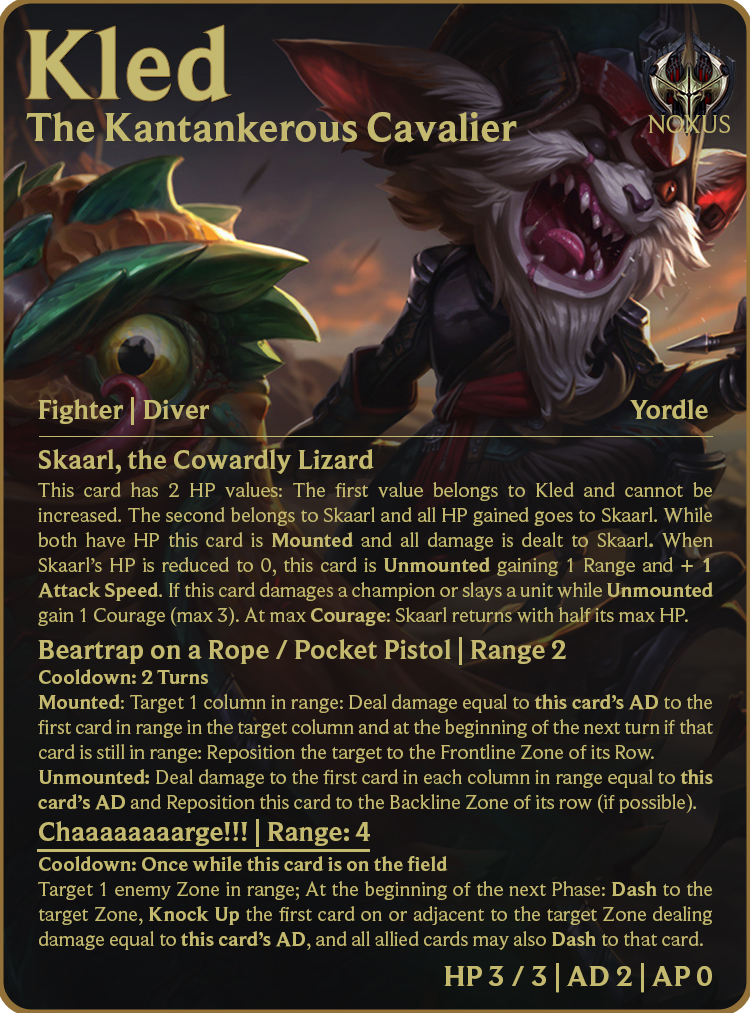 Kled
The Kantankerous Cavalier
NOXUS
Fighter | Diver
Yordle
Skaarl, the Cowardly Lizard
This card has 2 HP values: The first value belongs to Kled and cannot be
increased. The second belongs to Skaarl and all HP gained goes to Skaarl. While
both have HP this card is Mounted and all damage is dealt to Skaarl. When
Skaarl's HP is reduced to 0, this card is Unmounted gaining 1 Range and + 1
Attack Speed. If this card damages a champion or slays a unit while Unmounted
gain 1 Courage (max 3). At max Courage: Skaarl returns with half its max HP.
Beartrap on a Rope / Pocket Pistol | Range 2
Cooldown: 2 Turns
Mounted: Target 1 column in range: Deal damage equal to this card's AD to the
first card in range in the target column and at the beginning of the next turn if that
card is still in range: Reposition the target to the Frontline Zone of its Row.
Unmounted: Deal damage to the first card in each column in range equal to this
card's AD and Reposition this card to the Backline Zone of its row (if possible).
Chaaaaaaaarge!!! | Range: 4
Cooldown: Once while this card is on the field
Target 1 enemy Zone in range; At the beginning of the next Phase: Dash to the
target Zone, Knock Up the first card on or adjacent to the target Zone dealing
damage equal to this card's AD, and all allied cards may also Dash to that card.
HP 3 / 3 | AD 2 | AP 0